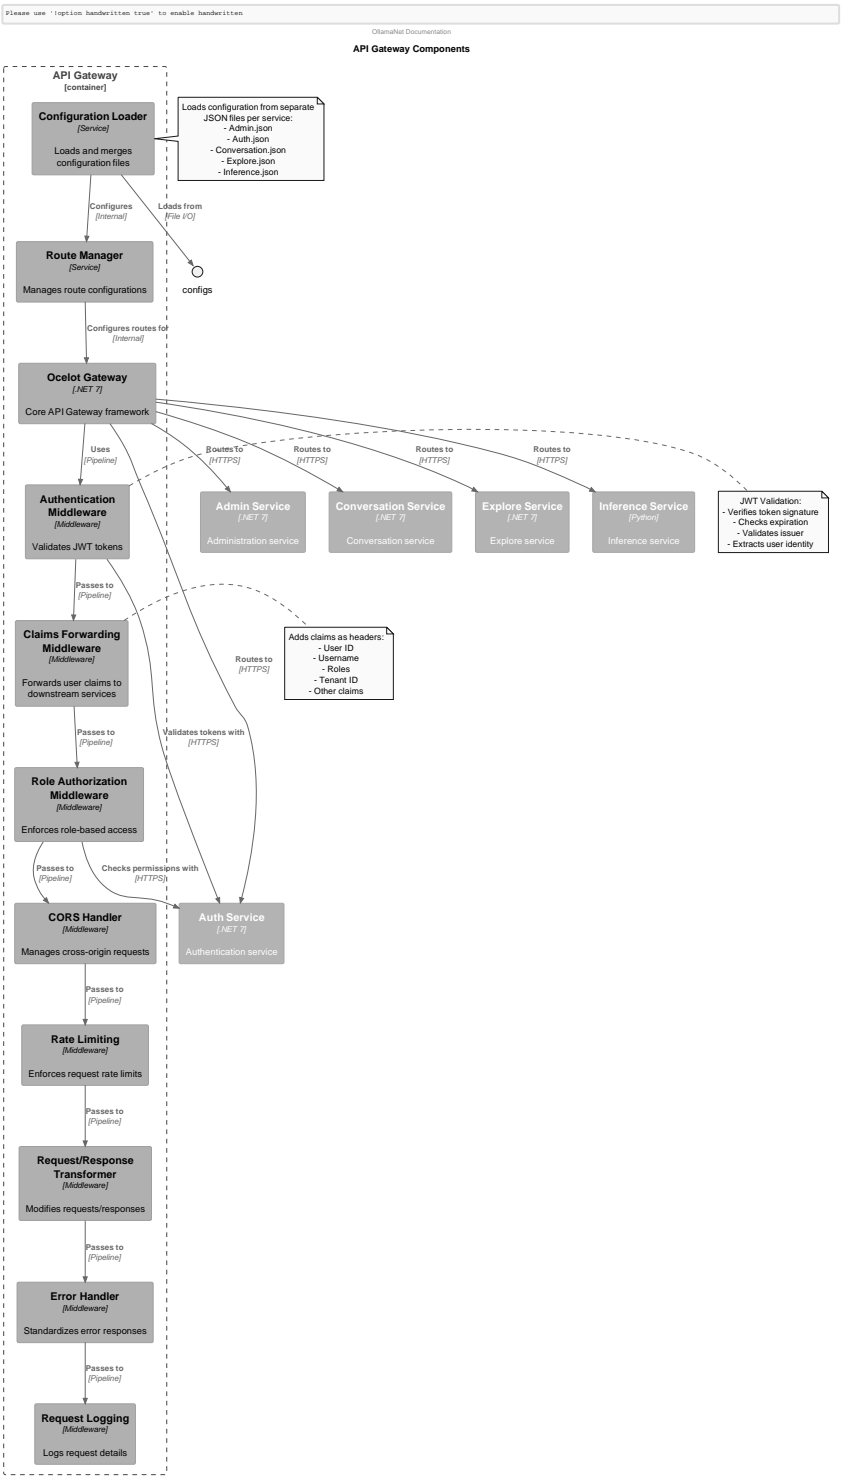 Please use '!option handwritten true' to enable handwritten
OllamaNet Documentation
API Gateway Components
API Gateway
[container]
Configuration Loader
[Service]
Loads and merges
configuration files
Loads configuration from separate
JSON files per service:
- Admin.json
- Auth.json
- Conversation.json
- Explore.json
- Inference.json
Configures
[Internal]
Loads from
[File I/O]
Route Manager
[Service]
Manages route configurations
configs
Configures routes for
[Internal]
Ocelot Gateway
[.NET 7]
Core API Gateway framework
Uses
[Pipeline]
Routes to
[HTTPS]
Routes to
[HTTPS]
Routes to
[HTTPS]
Routes to
[HTTPS]
Authentication
Middleware
[Middleware]
Validates JWT tokens
Admin Service
[.NET 7]
Administration service
Conversation Service
[.NET 7]
Conversation service
Explore Service
[.NET 7]
Explore service
Inference Service
[Python]
Inference service
JWT Validation:
- Verifies token signature
- Checks expiration
- Validates issuer
- Extracts user identity
Passes to
[Pipeline]
Claims Forwarding
Middleware
[Middleware]
Forwards user claims to
downstream services
Routes to
[HTTPS]
Adds claims as headers:
- User ID
- Username
- Roles
- Tenant ID
- Other claims
Passes to
[Pipeline]
Validates tokens with
[HTTPS]
Role Authorization
Middleware
[Middleware]
Enforces role-based access
Passes to
[Pipeline]
Checks permissions with
[HTTPS]
CORS Handler
[Middleware]
Manages cross-origin requests
Auth Service
[.NET 7]
Authentication service
Passes to
[Pipeline]
Rate Limiting
[Middleware]
Enforces request rate limits
Passes to
[Pipeline]
Request/Response
Transformer
[Middleware]
Modifies requests/responses
Passes to
[Pipeline]
Error Handler
[Middleware]
Standardizes error responses
Passes to
[Pipeline]
Request Logging
[Middleware]
Logs request details